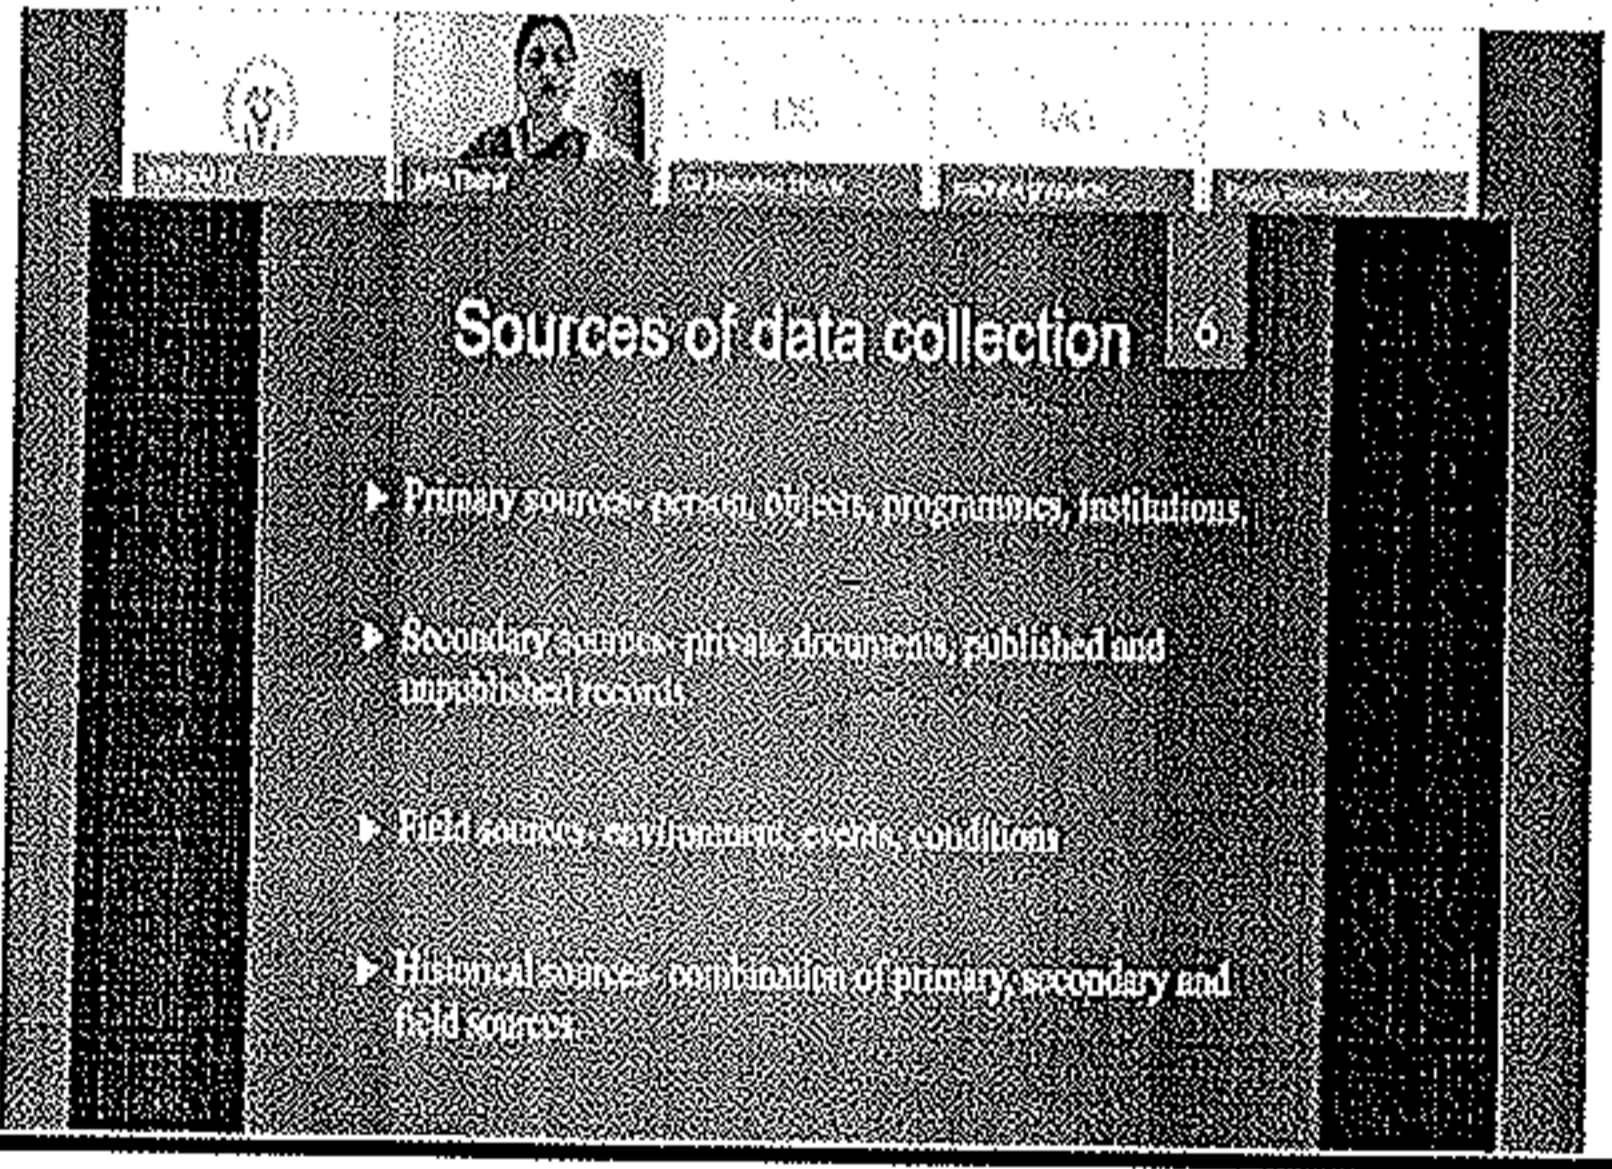 DS
Sources of data collection
6
Primary sources- person, objects, programmes, institutions.
Secondary sources- private documents, published and
unpublished records.
Field sources- environment, events, conditions
Historical sources- combination of primary, secondary and
field sources.